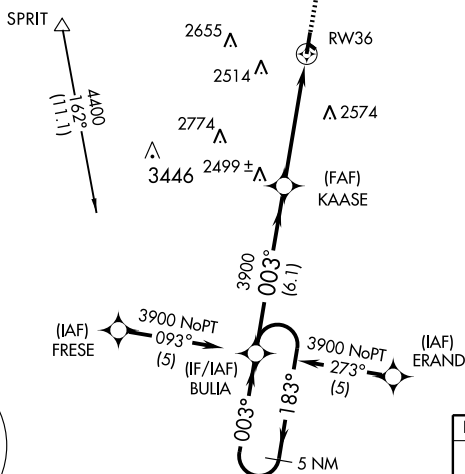 SPRIT
2655
RW36
2514
4400
162°
(11.1)
2574
2774
3446
2499 ±
(FAF)
KAASE
3900
003°
(6.1)
3900 NoPT
093°
(5)
(IAF)
FRESE
(IF/IAF)
BULIA
3900 NoPT
273°
(5)
(IAF)
ERAND
003°
183°
5 NM